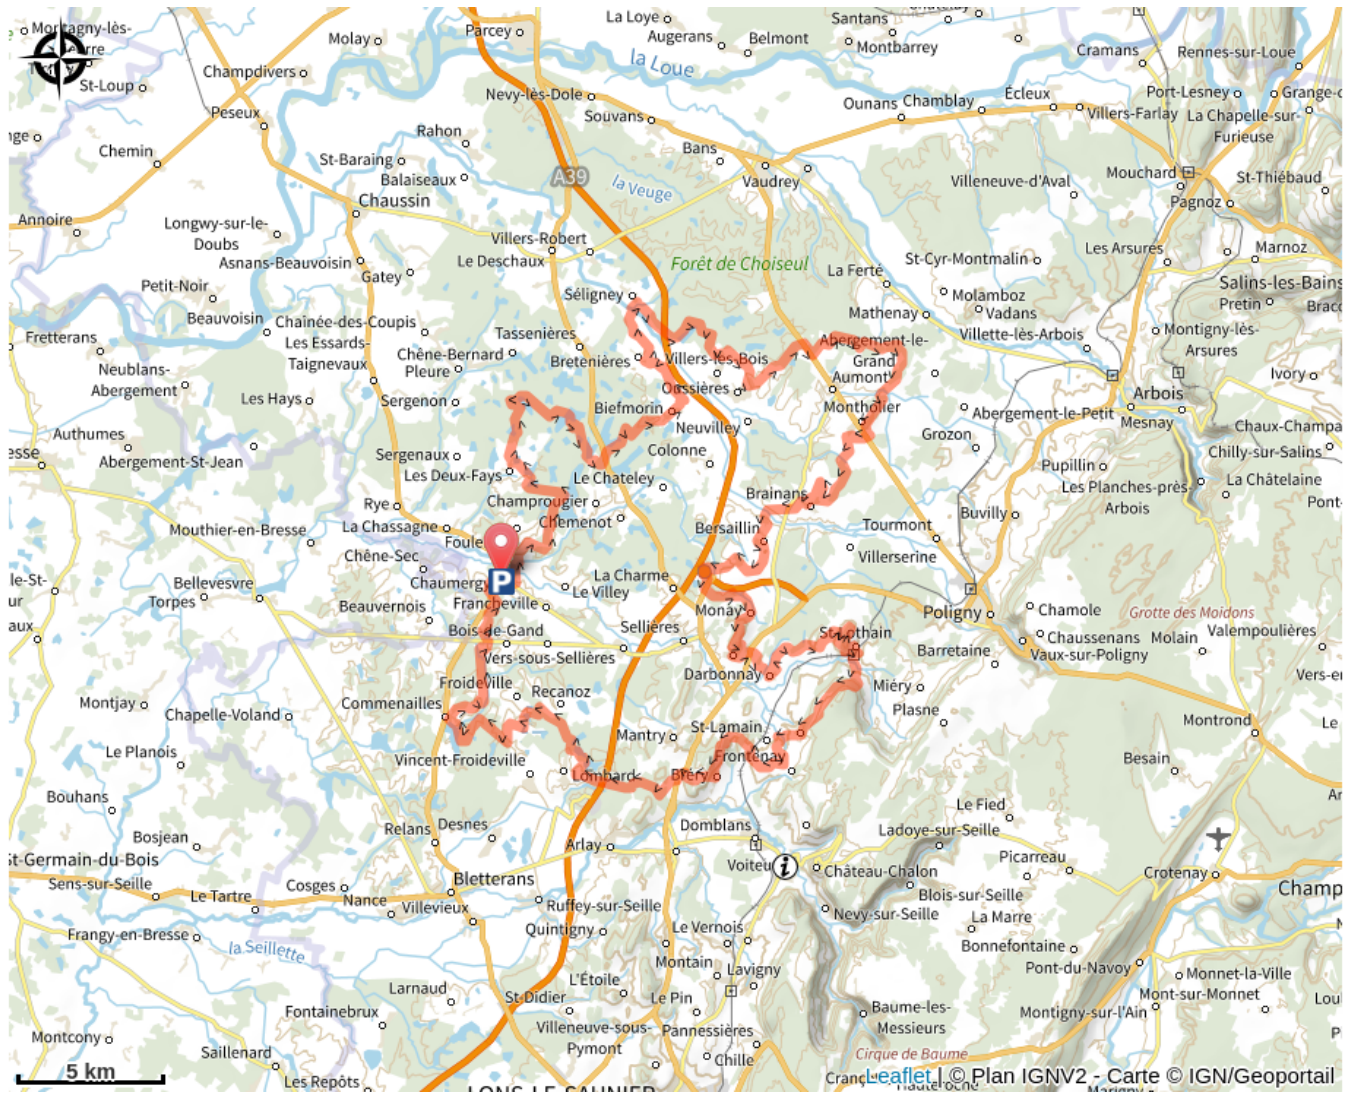 Montagny-lès-
Molay
Parcey
La Loye
Augerans
Belmont
Santans
Montbarrey
Cramans
Rennes-sur-Loue
la Loue
St-Loup
Champdivers
Peseux
Nevy-lès-Dole
Souvans
Ounans
Chamblay
Écleux
Villers-Farlay
Port-Lesney
La Chapelle-sur-
Furieuse
Rahon
Chemin
St-Baraing
Balaiseaux
Chaussin
A39
la Veuge
Bans
Vaudrey
Villeneuve-d'Aval
Mouchard
Pagnoz
St-Thiébaud
Annoire
Longwy-sur-le-
Doubs
Asnans-Beauvoisin
Gatey
Villers-Robert
Le Deschaux
Forêt de Choiseul
La Ferté
St-Cyr-Montmalin
Les Arsures
Marnoz
Salins-les-Bains
Pretin
Petit-Noir
Beauvoisin
Séligney
Molamboz
Vadans
Mathenay
Villette-lès-Arbois
Montigny-lès-
Arsures
Fretterans
Chaînée-des-Coupis
Les Essards-
Taignevaux
Tassenières
Chêne-Bernard
Pleure
Bretenières
Villers-les-Bois
Abergement-le-
Grand
Aumont
Ivory
Neublans-
Abergement
Les Hays
Sergenon
Biefmorin
Oussières
Neuvilley
Montholier
Abergement-le-Petit
Arbois
Mesnay
Authumes
Abergement-St-Jean
Sergenaux
Les Deux-Fays
Le Chateley
Colonne
Grozon
Pupillin
Les Planches-près-
Arbois
Chilly-sur-Salins
La Châtelaine
Rye
Champrougier
Chemenot
Brainans
Bersaillin
Tourmont
Villerserine
Buvilly
Mouthier-en-Bresse
La Chassagne
Chêne-Sec
Chaumergy
P
Francheville
La Charme
Le Villey
Bellevesvre
Torpes
Beauvernois
Bois-de-Gand
Vers-sous-Sellières
Sellières
Monay
St-Lothain
Poligny
Chamole
Chaussenans
Vaux-sur-Poligny
Grotte des Moidons
Molain
Valempoulières
Barretaine
Darbonnay
Miéry
Plasne
Montjay
Chapelle-Voland
Commenailles
Froideville
Recanoz
Mantry
St-Lamain
Montrond
Le Planois
Vincent-Froideville
Lombard
Bréry
Frontenay
Besain
Bouhans
Bosjean
Relans
Desnes
Arlay
Domblans
Voiteu
i
Le Fied
Ladoye-sur-Seille
Picarreau
Crotenay
St-Germain-du-Bois
Sens-sur-Seille
Le Tartre
Cosges
Nance
Bletterans
Villevieux
Ruffey-sur-Seille
Quintigny
Château-Chalon
Blois-sur-Seille
Nevy-sur-Seille
La Marre
Bonnefontaine
Champ
Frangy-en-Bresse
la Seillette
Le Vernois
Montain
Lavigny
Pont-du-Navoy
Monnet-la-Ville
Mont-sur-Monnet
Larnaud
L'Étoile
Le Pin
St-Didier
Fontainebrux
Villeneuve-sous-
Pymont
Pannessières
Chille
Baume-les-
Messieurs
Montigny-sur-l'Ain
Cirque de Baume
Montcony
Saillenard
Les Repôts
5 km
LONS-LE-SAUNIER
Leaflet | © Plan IGNV2 - Carte © IGN/Geoportail